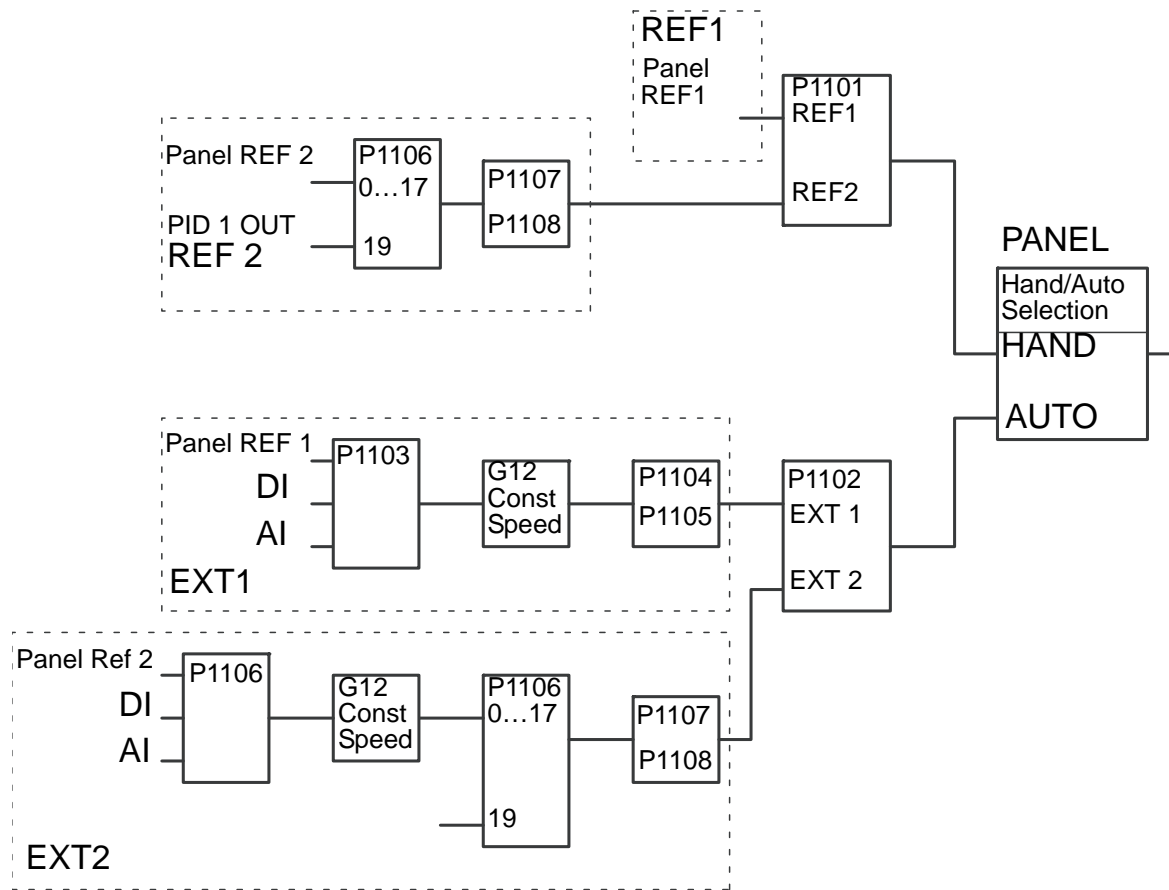 REF1
Panel
REF1
P1101
REF1
REF2
Panel REF 2
P1106
0…17
PID 1 OUT
19
REF 2
P1107
P1108
PANEL
Hand/Auto
Selection
HAND
AUTO
Panel REF 1
P1103
DI
AI
G12
Const
Speed
P1104
P1105
EXT1
P1102
EXT 1
EXT 2
Panel Ref 2
P1106
DI
AI
G12
Const
Speed
P1106
0…17
19
P1107
P1108
EXT2